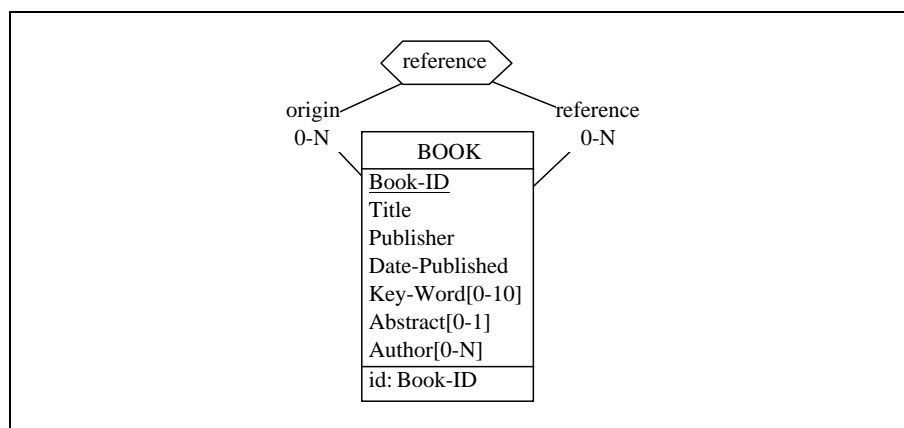 reference
origin
reference
0-N
0-N
BOOK
Book-ID
Title
Publisher
Date-Published
Key-Word[0-10]
Abstract[0-1]
Author[0-N]
id: Book-ID